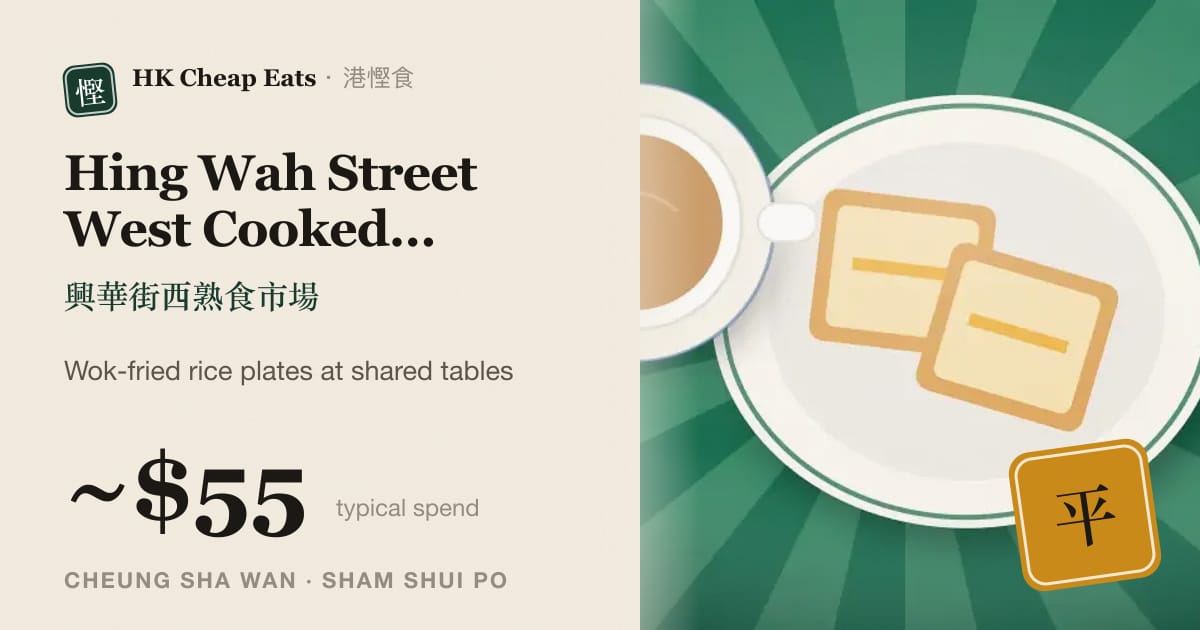 慳
HK Cheap Eats · 港慳食
Hing Wah Street
West Cooked...
興華街西熟食市場
Wok-fried rice plates at shared tables
~$55 typical spend
CHEUNG SHA WAN · SHAM SHUI PO
平